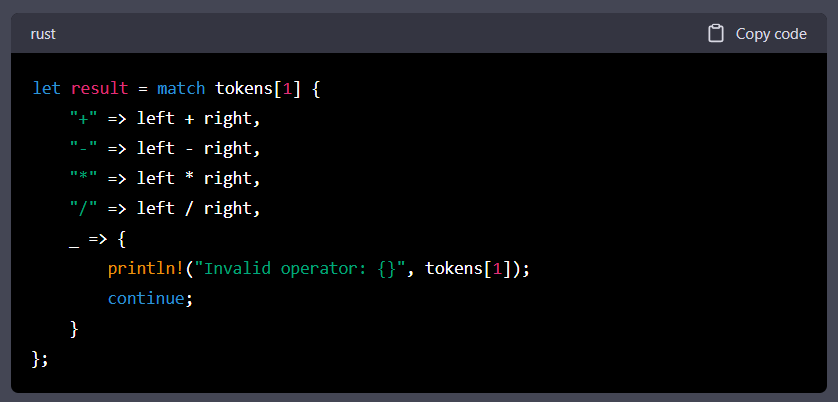 rust
Copy code
let result = match tokens[1] {
    "+" => left + right,
    "-" => left - right,
    "*" => left * right,
    "/" => left / right,
    _ => {
        println!("Invalid operator: {}", tokens[1]);
        continue;
    }
};